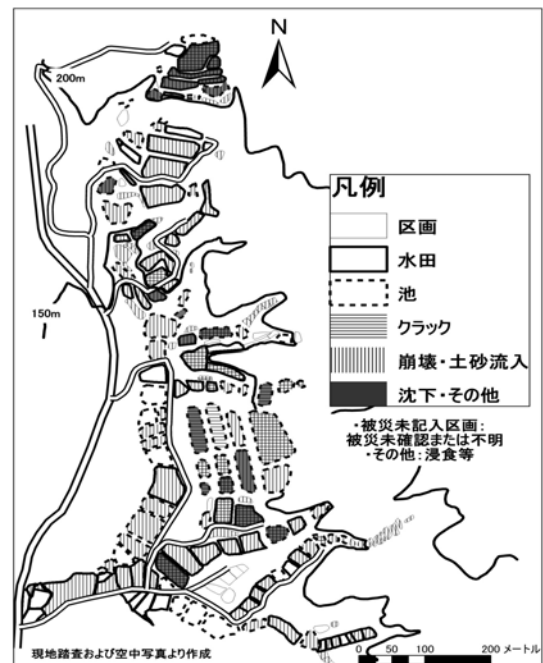 N
200m
凡例
区画
水田
池
クラック
崩壊・土砂流入
沈下・その他
150m
・被災未記入区画:
被災未確認または不明
・その他:浸食等
現地踏査および空中写真より作成
0 50 100 200 メートル